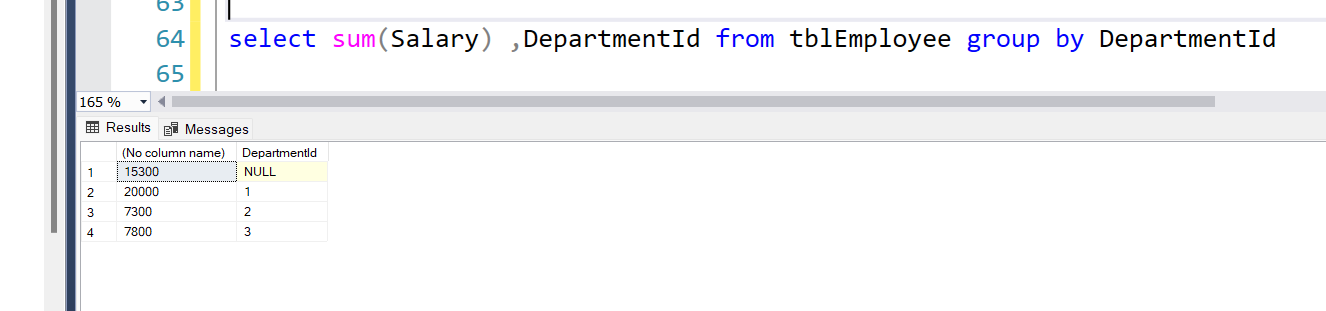 63
64 select sum(Salary) ,DepartmentId from tblEmployee group by DepartmentId
65
165 %
Results Messages
(No column name) DepartmentId
1 15300 NULL
2 20000 1
3 7300 2
4 7800 3